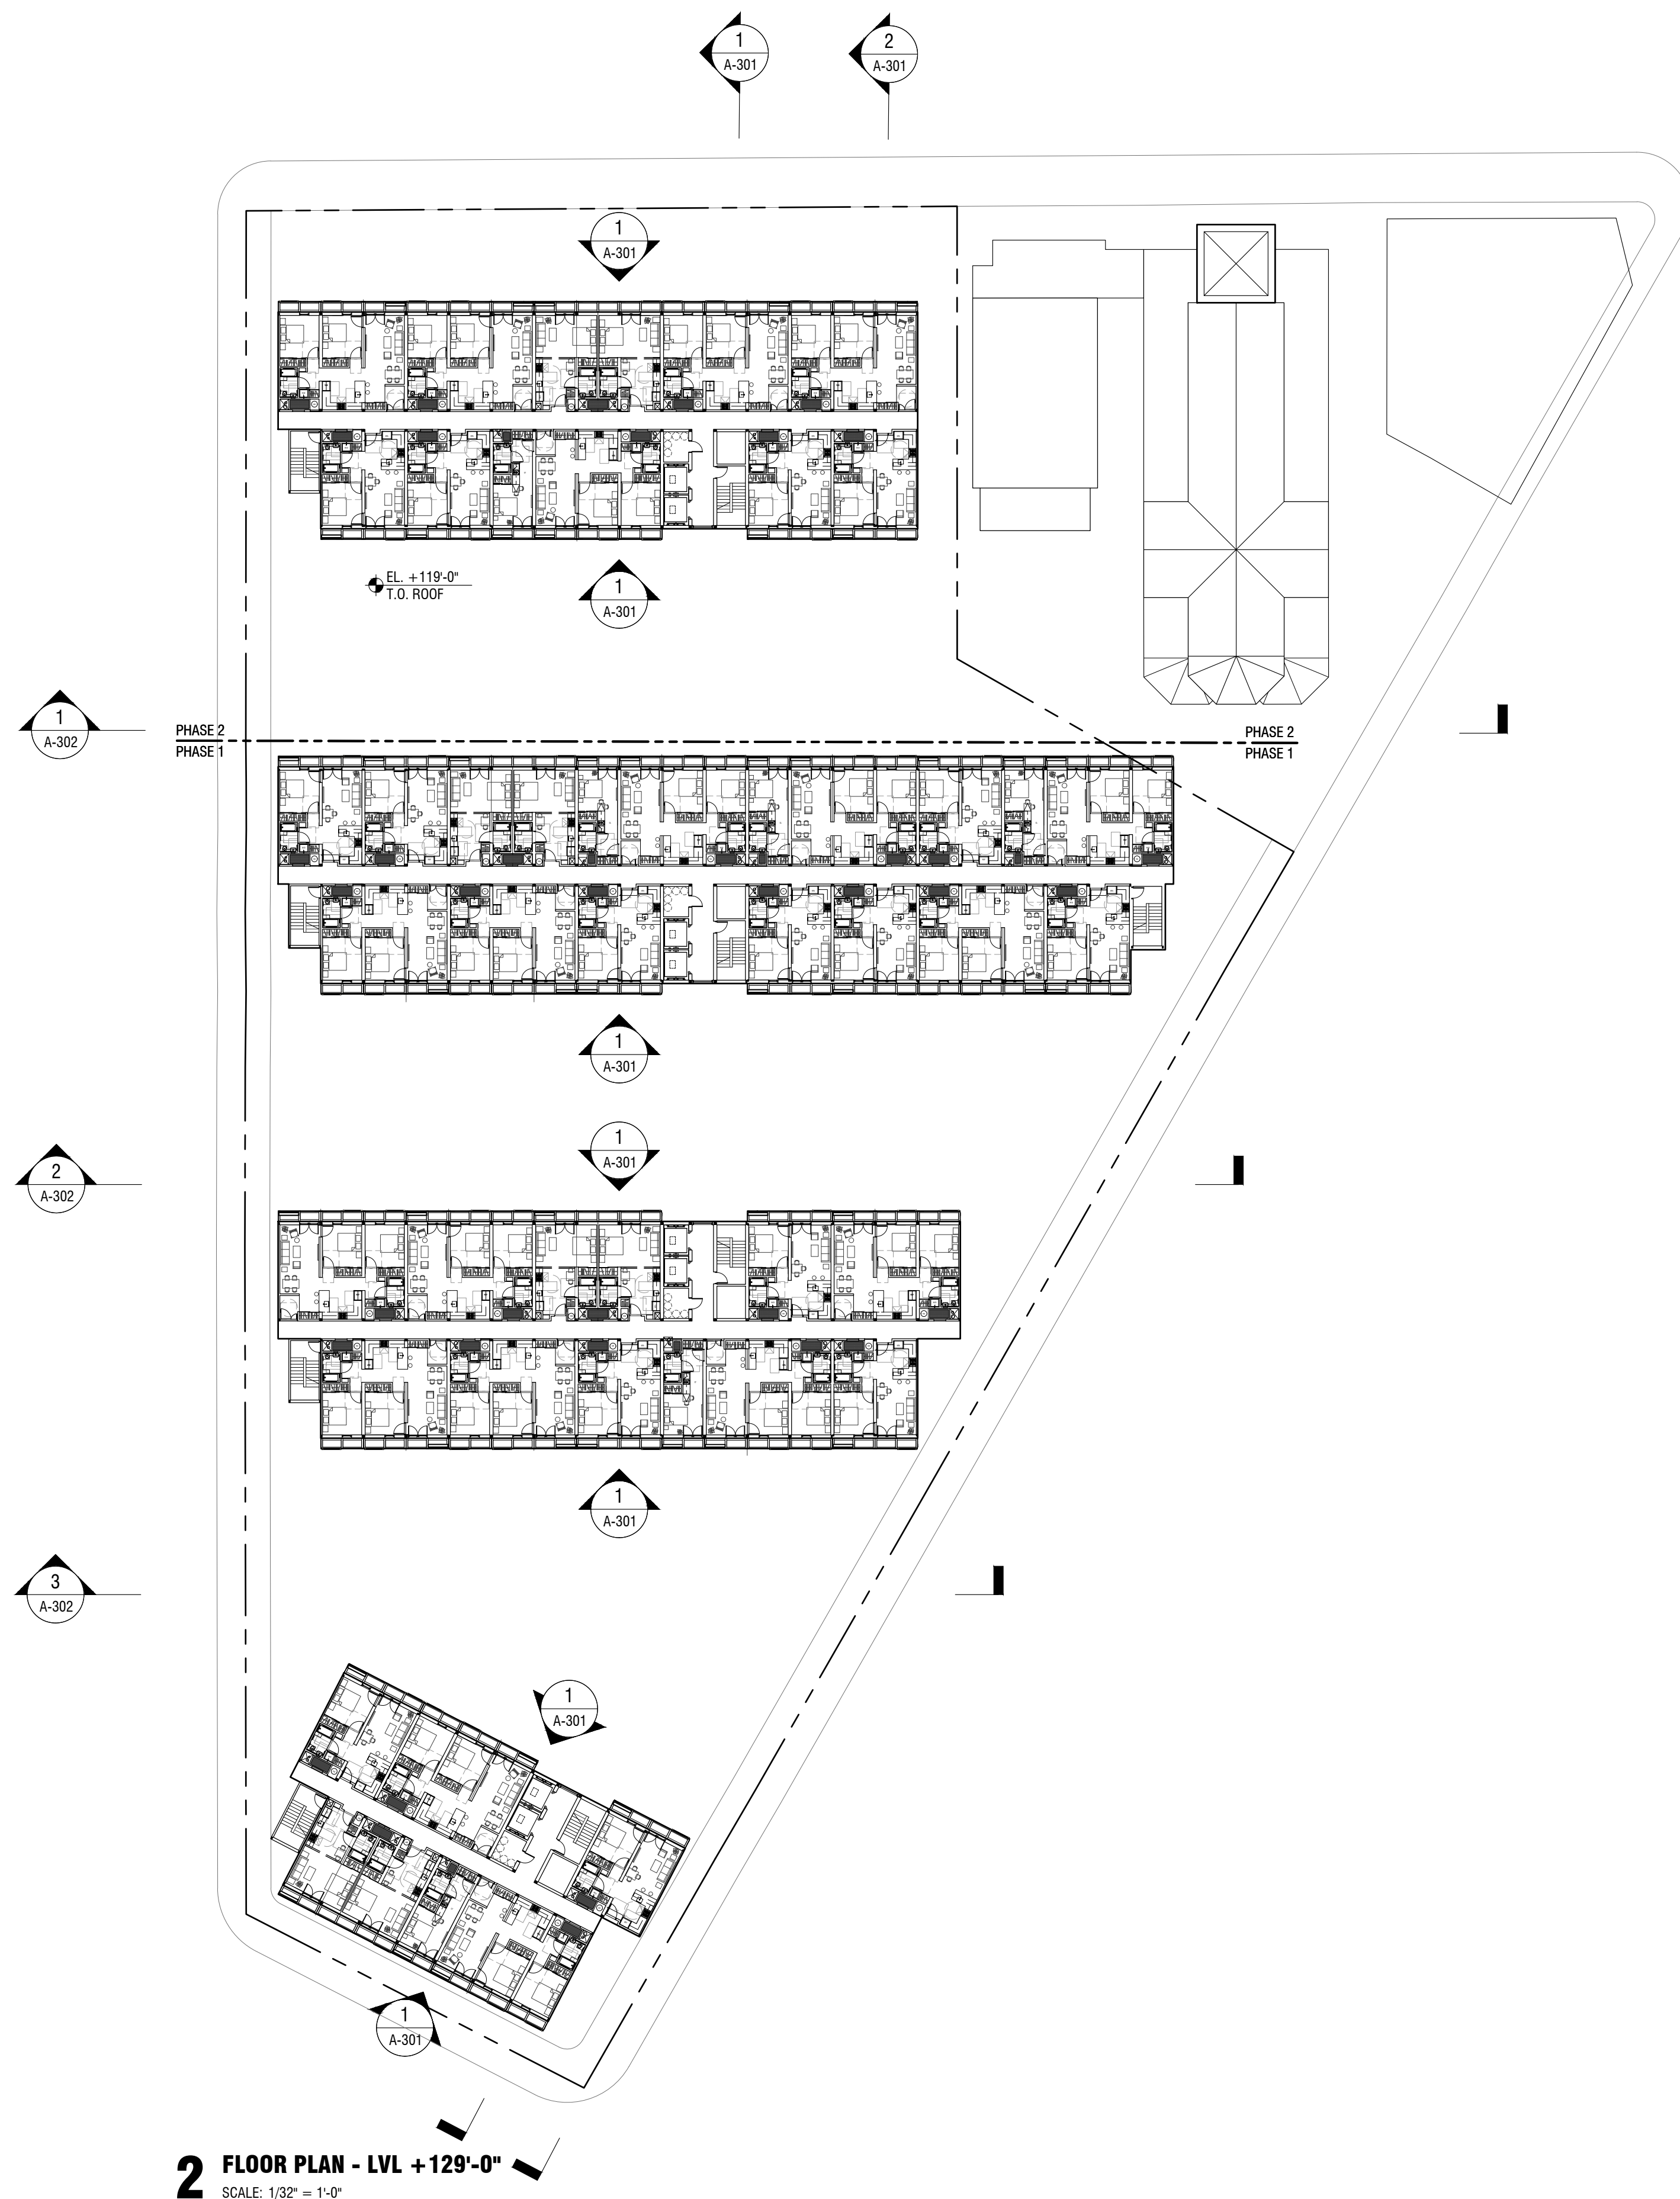 1
A-301
2
A-301
1
A-301
EL. +119'-0"
T.O. ROOF
1
A-301
1
A-302
PHASE 2
PHASE 1
PHASE 2
PHASE 1
1
A-301
1
A-301
2
A-302
1
A-301
3
A-302
1
A-301
1
A-301
2 FLOOR PLAN - LVL +129'-0"
SCALE: 1/32" = 1'-0"